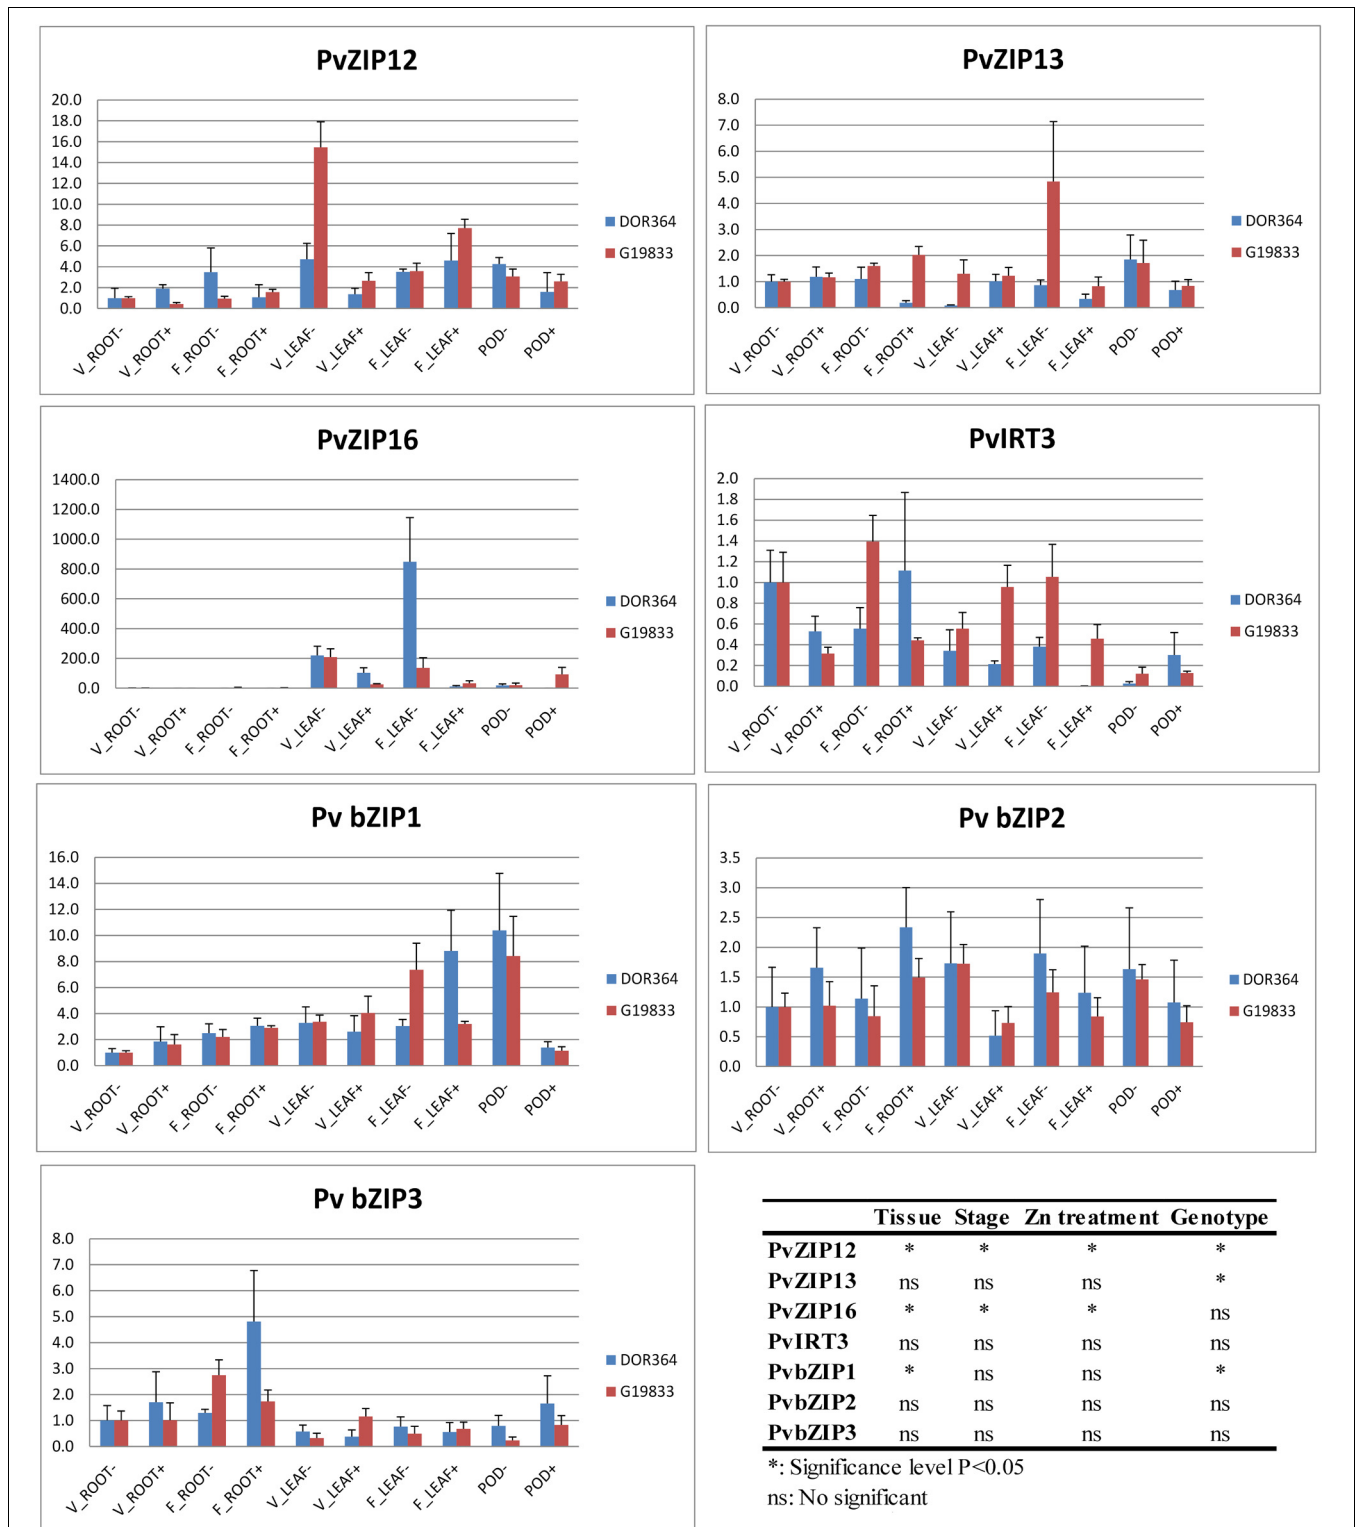 PvZIP12
20.0
18.0
16.0
14.0
12.0
10.0
8.0
6.0
4.0
2.0
0.0
V_ROOT- V_ROOT+ F_ROOT- F_ROOT+ V_LEAF- V_LEAF+ F_LEAF- F_LEAF+ POD- POD+
DOR364
G19833
PvZIP13
8.0
7.0
6.0
5.0
4.0
3.0
2.0
1.0
0.0
V_ROOT- V_ROOT+ F_ROOT- F_ROOT+ V_LEAF- V_LEAF+ F_LEAF- F_LEAF+ POD- POD+
DOR364
G19833
PvZIP16
1400.0
1200.0
1000.0
800.0
600.0
400.0
200.0
0.0
V_ROOT- V_ROOT+ F_ROOT- F_ROOT+ V_LEAF- V_LEAF+ F_LEAF- F_LEAF+ POD- POD+
DOR364
G19833
PvIRT3
2.0
1.8
1.6
1.4
1.2
1.0
0.8
0.6
0.4
0.2
0.0
V_ROOT- V_ROOT+ F_ROOT- F_ROOT+ V_LEAF- V_LEAF+ F_LEAF- F_LEAF+ POD- POD+
DOR364
G19833
Pv bZIP1
16.0
14.0
12.0
10.0
8.0
6.0
4.0
2.0
0.0
V_ROOT- V_ROOT+ F_ROOT- F_ROOT+ V_LEAF- V_LEAF+ F_LEAF- F_LEAF+ POD- POD+
DOR364
G19833
Pv bZIP2
3.5
3.0
2.5
2.0
1.5
1.0
0.5
0.0
V_ROOT- V_ROOT+ F_ROOT- F_ROOT+ V_LEAF- V_LEAF+ F_LEAF- F_LEAF+ POD- POD+
DOR364
G19833
Pv bZIP3
8.0
7.0
6.0
5.0
4.0
3.0
2.0
1.0
0.0
V_ROOT- V_ROOT+ F_ROOT- F_ROOT+ V_LEAF- V_LEAF+ F_LEAF- F_LEAF+ POD- POD+
DOR364
G19833
Tissue Stage Zn treatment Genotype
PvZIP12 * * * *
PvZIP13 ns ns ns *
PvZIP16 * * * ns
PvIRT3 ns ns ns ns
PvbZIP1 * ns ns *
PvbZIP2 ns ns ns ns
PvbZIP3 ns ns ns ns
*: Significance level P<0.05
ns: No significant